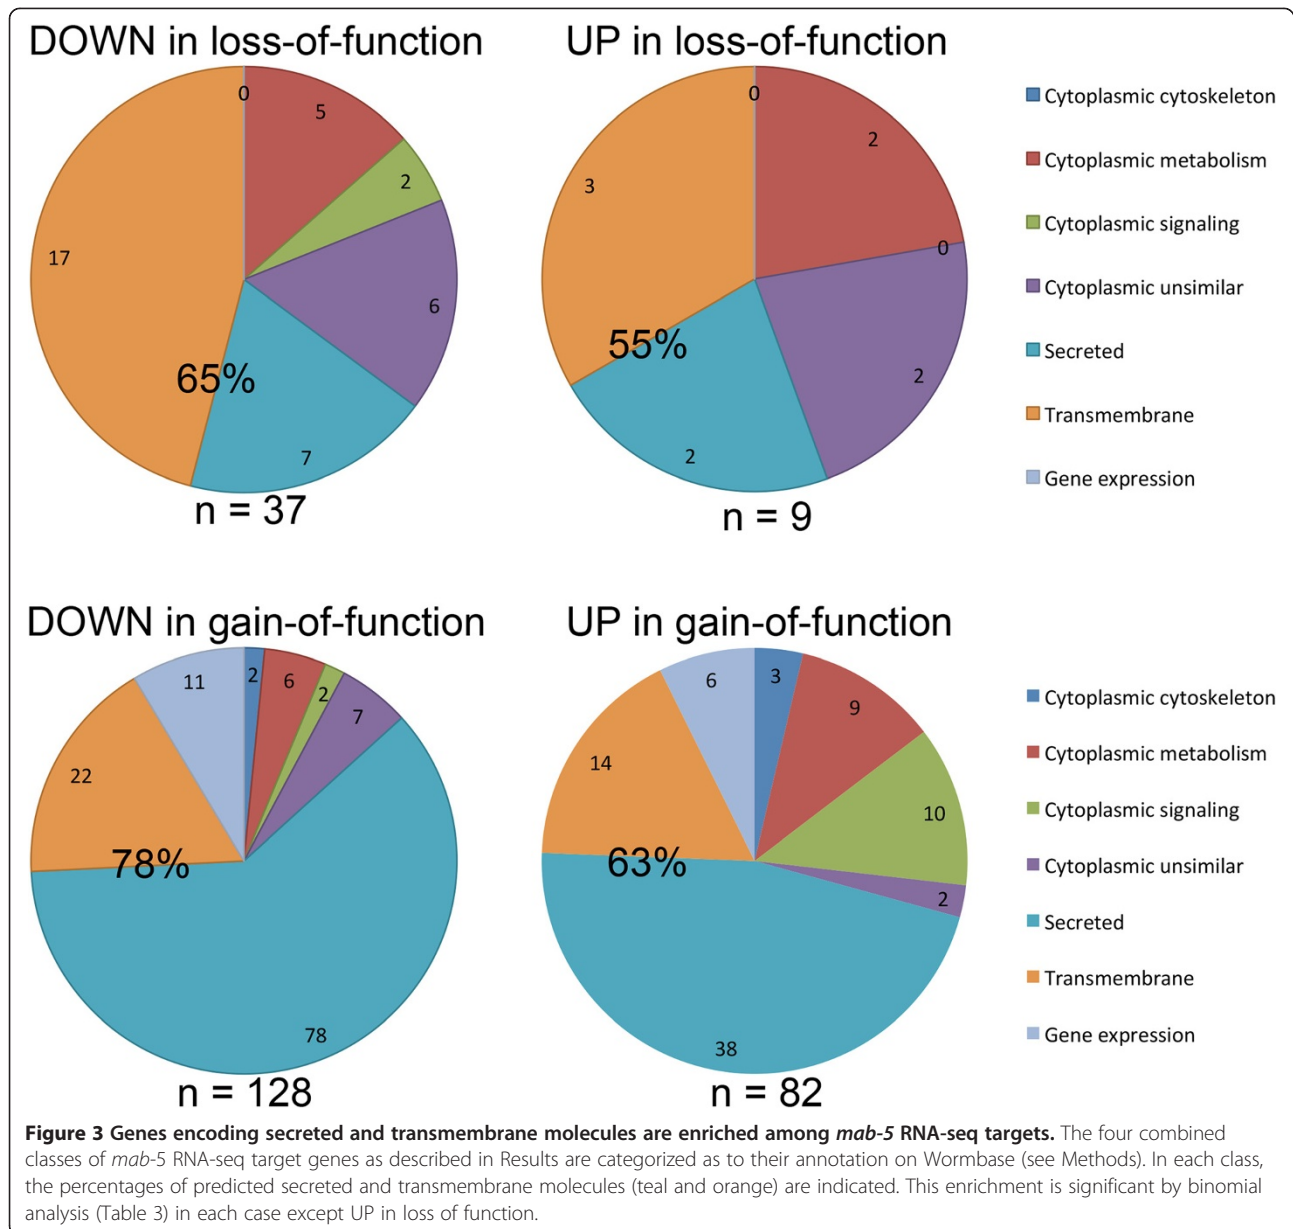 DOWN in loss-of-function
UP in loss-of-function
0
5
2
6
7
17
65%
n = 37
0
2
0
2
2
3
55%
n = 9
Cytoplasmic cytoskeleton
Cytoplasmic metabolism
Cytoplasmic signaling
Cytoplasmic unsimilar
Secreted
Transmembrane
Gene expression
DOWN in gain-of-function
UP in gain-of-function
2
6
2
7
78
22
11
78%
n = 128
3
9
10
2
38
14
6
63%
n = 82
Cytoplasmic cytoskeleton
Cytoplasmic metabolism
Cytoplasmic signaling
Cytoplasmic unsimilar
Secreted
Transmembrane
Gene expression
Figure 3 Genes encoding secreted and transmembrane molecules are enriched among mab-5 RNA-seq targets. The four combined
classes of mab-5 RNA-seq target genes as described in Results are categorized as to their annotation on Wormbase (see Methods). In each class,
the percentages of predicted secreted and transmembrane molecules (teal and orange) are indicated. This enrichment is significant by binomial
analysis (Table 3) in each case except UP in loss of function.